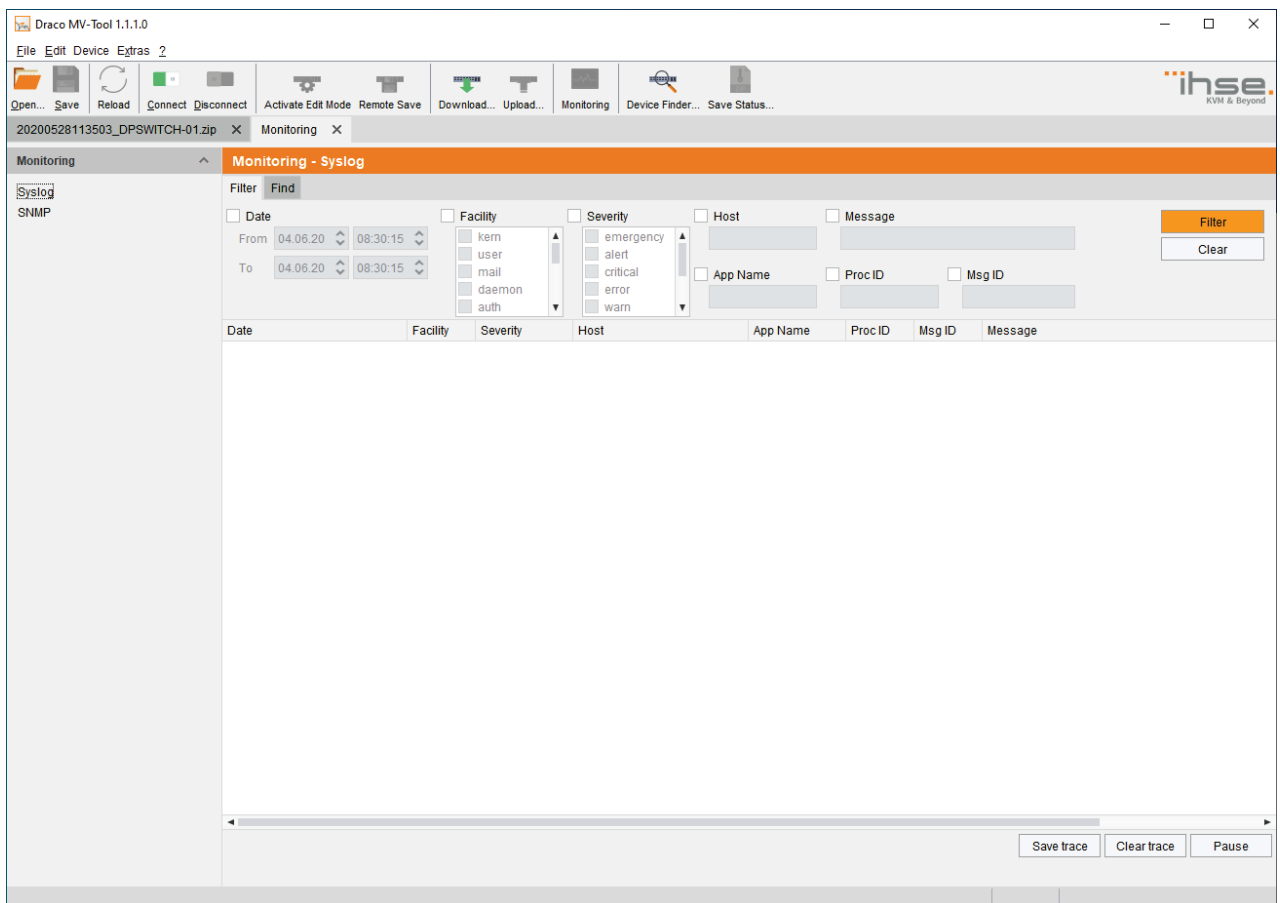 Draco MV-Tool 1.1.1.0
File Edit Device Extras ?
Open... Save Reload Connect Disconnect Activate Edit Mode Remote Save Download... Upload... Monitoring Device Finder... Save Status...
ihse.
KVM & Beyond
20200528113503_DPSWITCH-01.zip Monitoring
Monitoring
Syslog
SNMP
Monitoring - Syslog
Filter Find
Date Facility Severity Host Message
From 04.06.20 08:30:15
To 04.06.20 08:30:15
kern
user
mail
daemon
auth
emergency
alert
critical
error
warn
App Name Proc ID Msg ID
Filter
Clear
Date Facility Severity Host App Name Proc ID Msg ID Message
Save trace Clear trace Pause